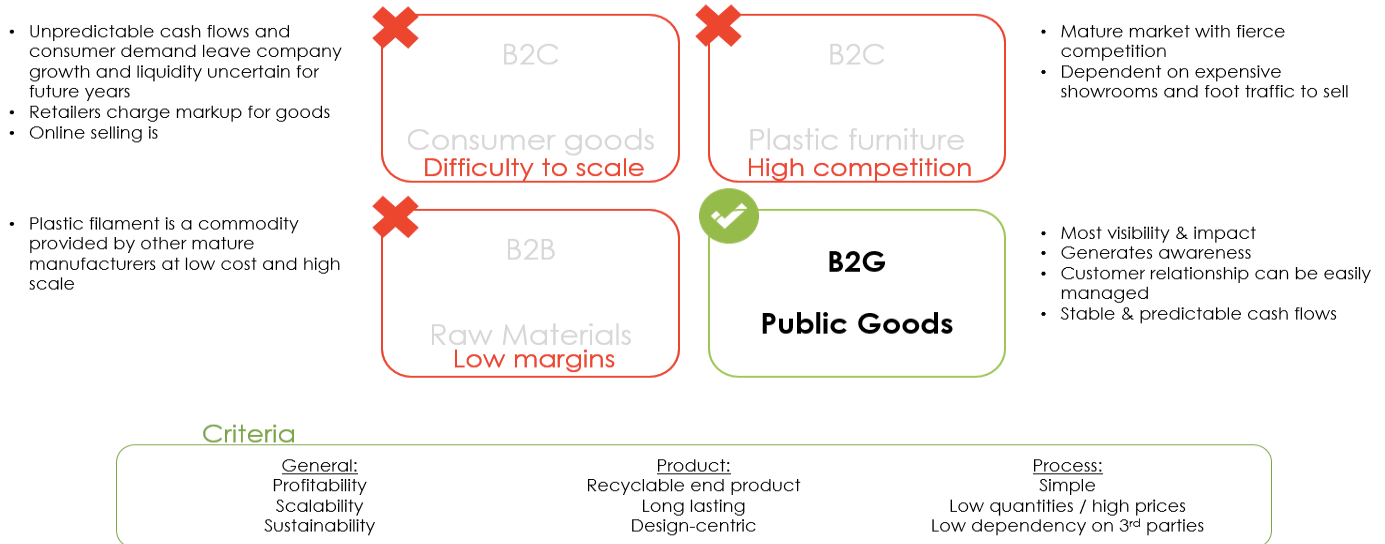 • Unpredictable cash flows and
consumer demand leave company
growth and liquidity uncertain for
future years
• Retailers charge markup for goods
• Online selling is
B2C
Consumer goods
Difficulty to scale
B2C
Plastic furniture
High competition
• Mature market with fierce
competition
• Dependent on expensive
showrooms and foot traffic to sell
• Plastic filament is a commodity
provided by other mature
manufacturers at low cost and high
scale
B2B
Raw Materials
Low margins
B2G
Public Goods
• Most visibility & impact
• Generates awareness
• Customer relationship can be easily
managed
• Stable & predictable cash flows
Criteria
General:
Profitability
Scalability
Sustainability
Product:
Recyclable end product
Long lasting
Design-centric
Process:
Simple
Low quantities / high prices
Low dependency on 3rd parties